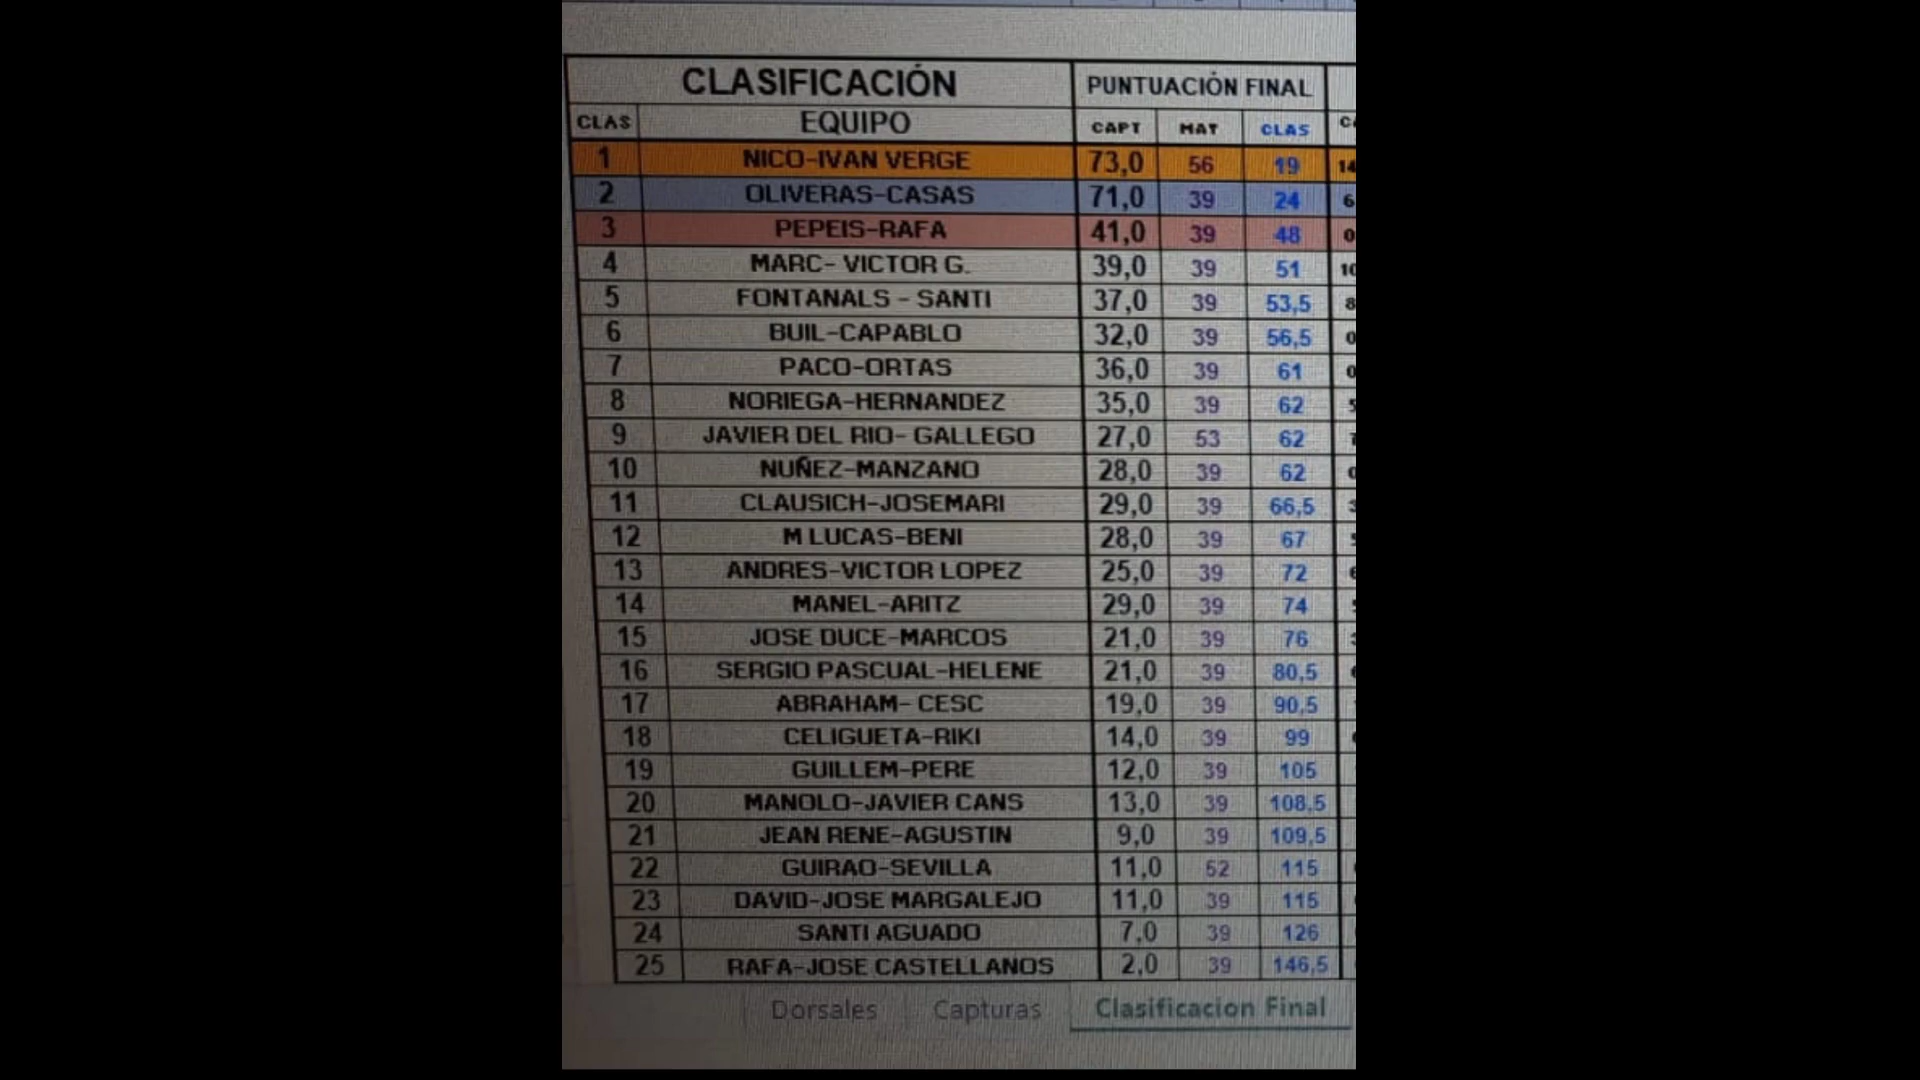 CLASIFICACIÓN PUNTUACIÓN FINAL
CLAS EQUIPO CAPT MAT CLAS
1 NICO-IVAN VERGE 73,0 56 19 14
2 OLIVERAS-CASAS 71,0 39 24 6
3 PEPEIS-RAFA 41,0 39 48 0
4 MARC- VICTOR G. 39,0 39 51 10
5 FONTANALS - SANTI 37,0 39 53,5 8
6 BUIL-CAPABLO 32,0 39 56,5 0
7 PACO-ORTAS 36,0 39 61 0
8 NORIEGA-HERNANDEZ 35,0 39 62
9 JAVIER DEL RIO- GALLEGO 27,0 53 62
10 NUÑEZ-MANZANO 28,0 39 62
11 CLAUSICH-JOSEMARI 29,0 39 66,5
12 M LUCAS-BENI 28,0 39 67
13 ANDRES-VICTOR LOPEZ 25,0 39 72
14 MANEL-ARITZ 29,0 39 74
15 JOSE DUCE-MARCOS 21,0 39 76
16 SERGIO PASCUAL-HELENE 21,0 39 80,5
17 ABRAHAM- CESC 19,0 39 90,5
18 CELIGUETA-RIKI 14,0 39 99
19 GUILLEM-PERE 12,0 39 105
20 MANOLO-JAVIER CANS 13,0 39 108,5
21 JEAN RENE-AGUSTIN 9,0 39 109,5
22 GUIRAO-SEVILLA 11,0 52 115
23 DAVID-JOSE MARGALEJO 11,0 39 115
24 SANTI AGUADO 7,0 39 126
25 RAFA-JOSE CASTELLANOS 2,0 39 146,5
Dorsales Capturas Clasificacion Final